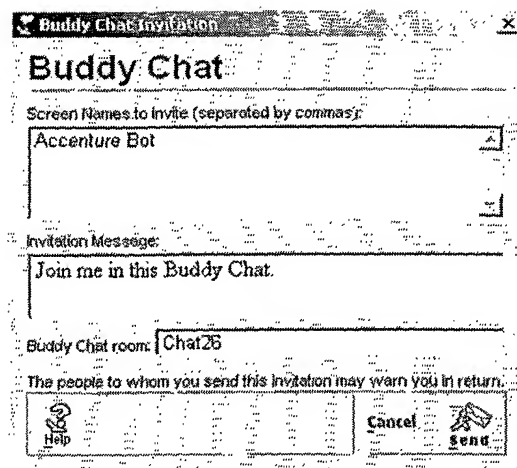 Buddy Chat Invitation
Buddy Chat
Screen Names to Invite (separated by commas):
Accenture Bot
Invitation Message:
Join me in this Buddy Chat.
Buddy Chat room: Chat26
The people to whom you send this invitation may warn you in return.
Help Cancel Send